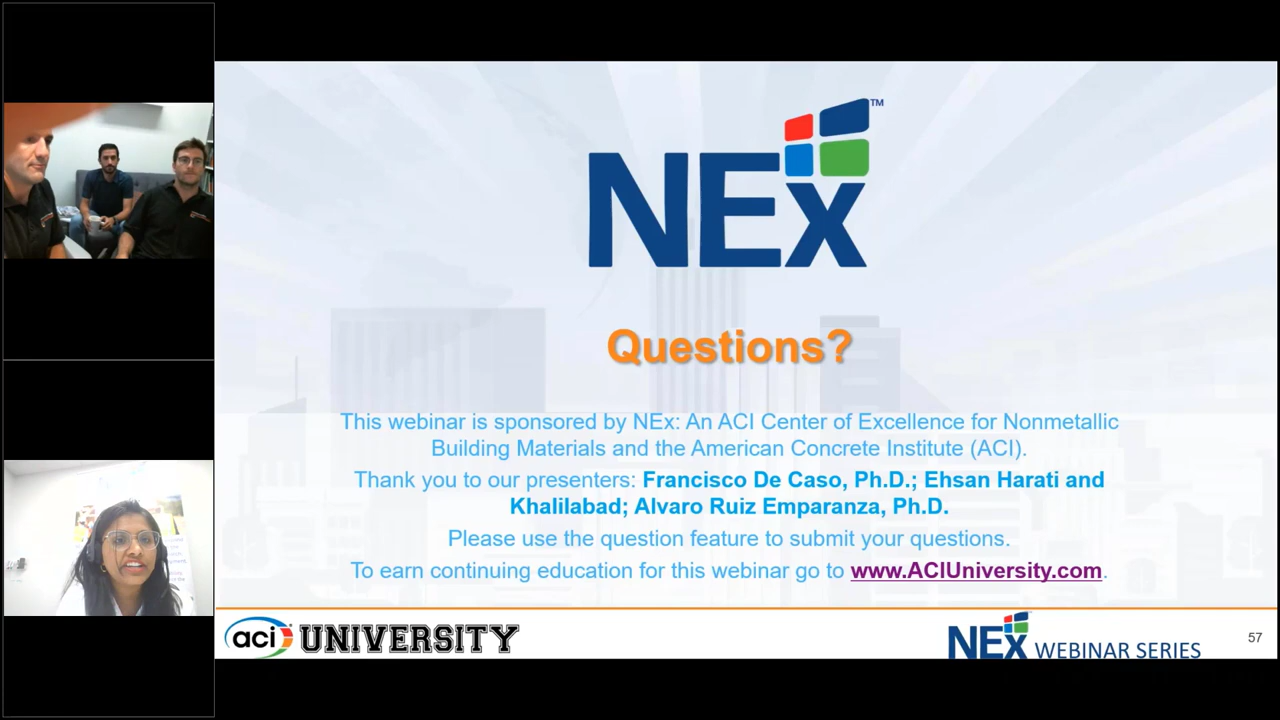 NEx™
Questions?
This webinar is sponsored by NEx: An ACI Center of Excellence for Nonmetallic
Building Materials and the American Concrete Institute (ACI).
Thank you to our presenters: Francisco De Caso, Ph.D.; Ehsan Harati and
Khalilabad; Alvaro Ruiz Emparanza, Ph.D.
Please use the question feature to submit your questions.
To earn continuing education for this webinar go to www.ACIUniversity.com.
aci UNIVERSITY
NEx WEBINAR SERIES
57